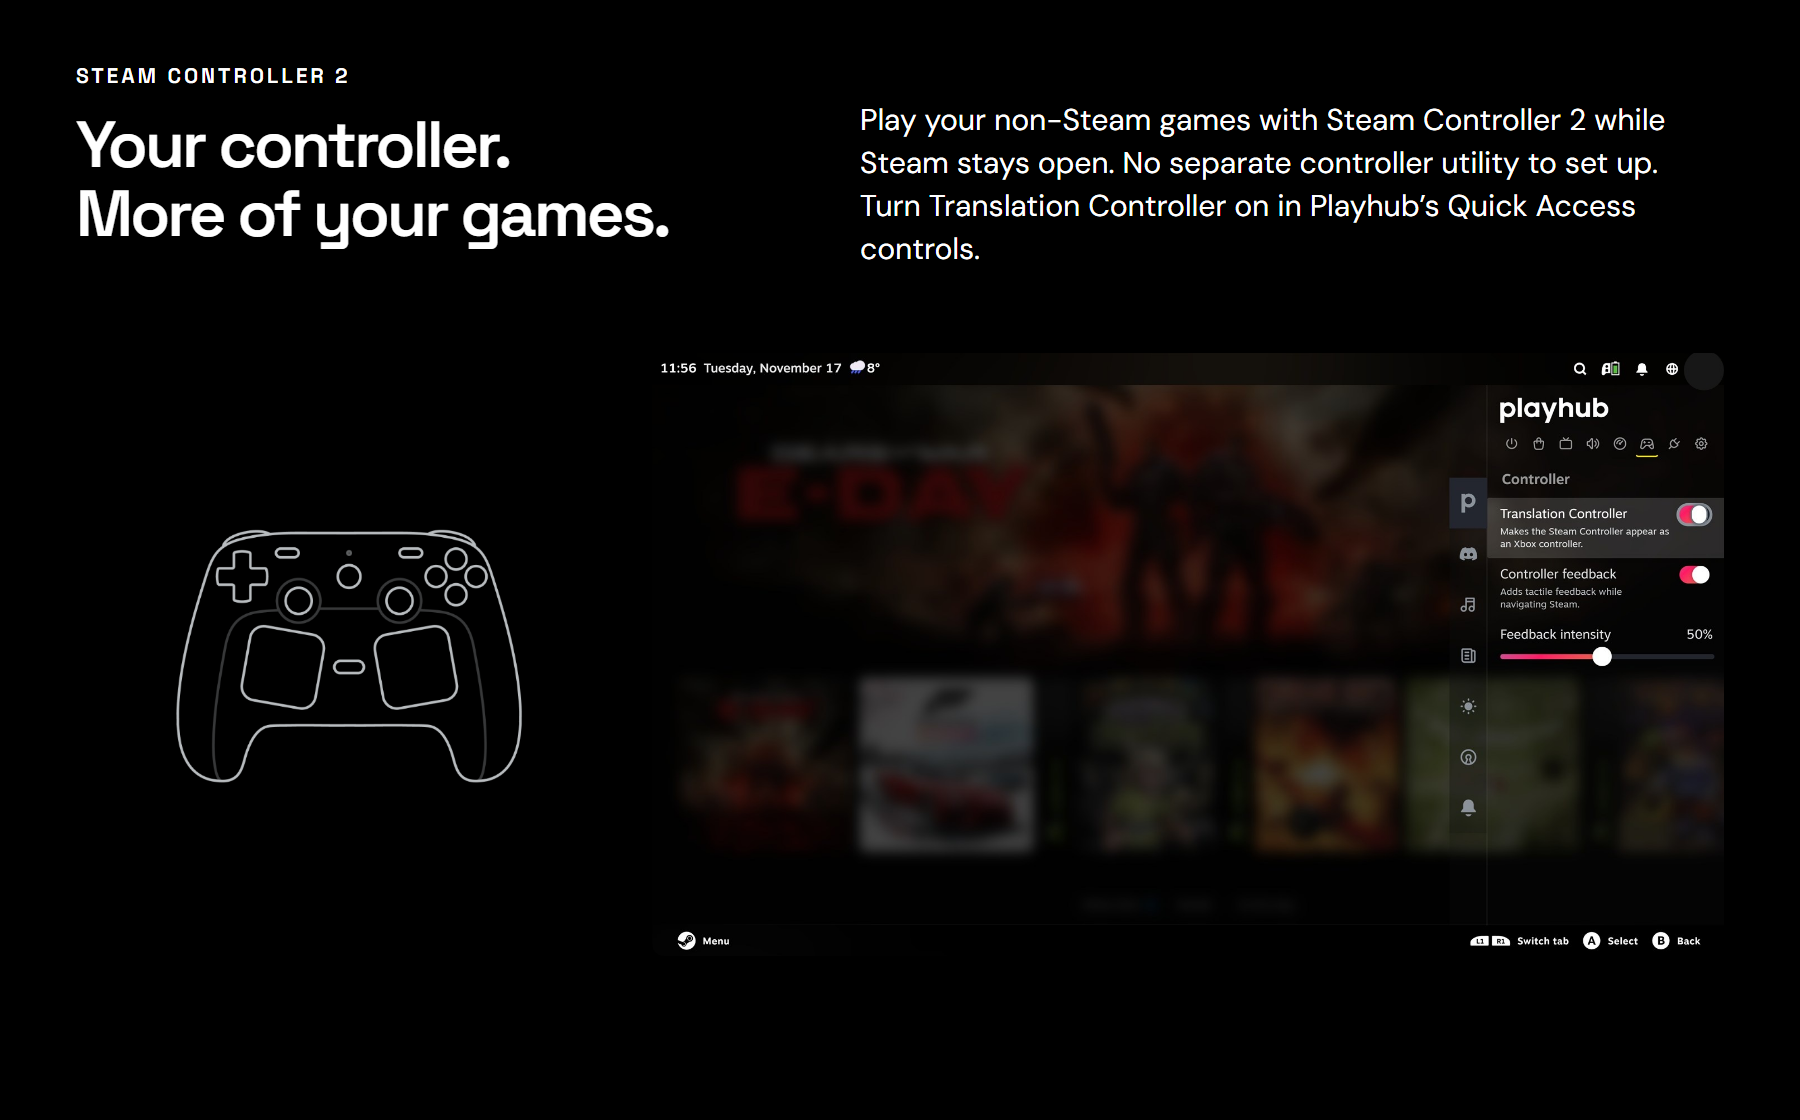 STEAM CONTROLLER 2
Your controller.
More of your games.
Play your non-Steam games with Steam Controller 2 while
Steam stays open. No separate controller utility to set up.
Turn Translation Controller on in Playhub’s Quick Access
controls.
11:56 Tuesday, November 17 8°
E-DAY
playhub
Controller
p
Translation Controller
Makes the Steam Controller appear as
an Xbox controller.
Controller feedback
Adds tactile feedback while
navigating Steam.
Feedback intensity 50%
Menu
L1 R1 Switch tab A Select B Back